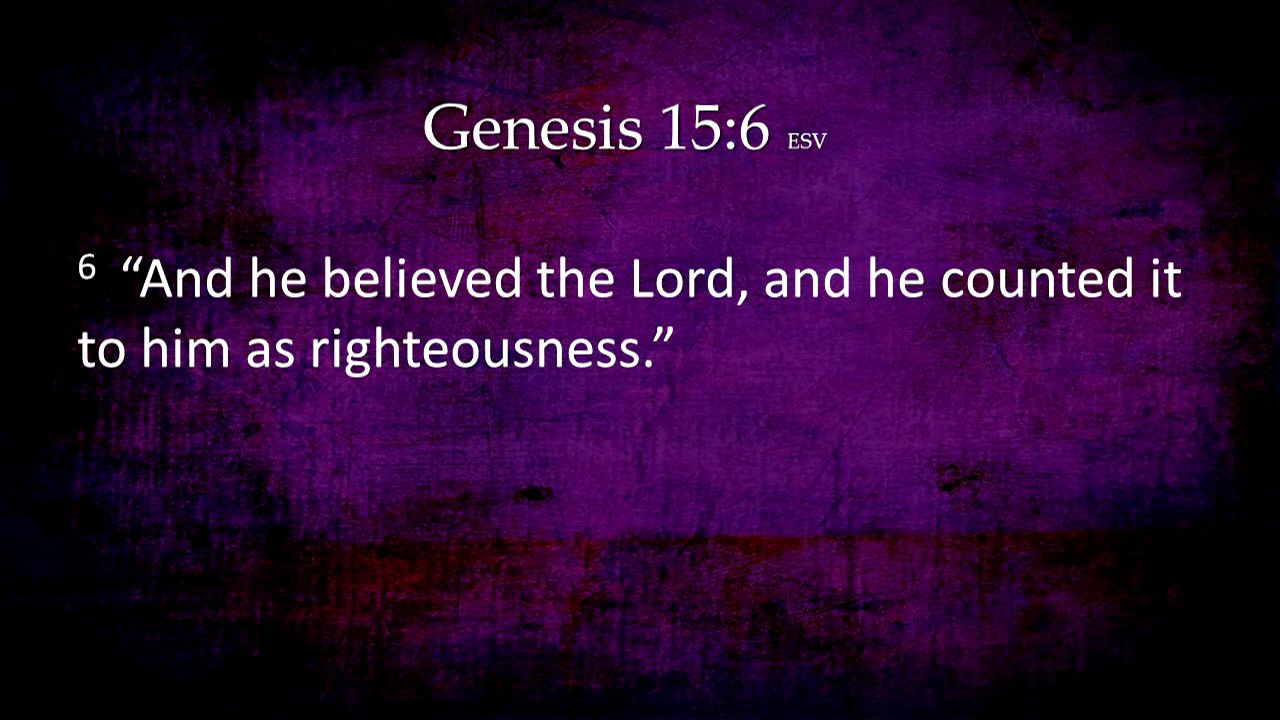 Genesis 15:6 ESV
6 “And he believed the Lord, and he counted it
to him as righteousness.”